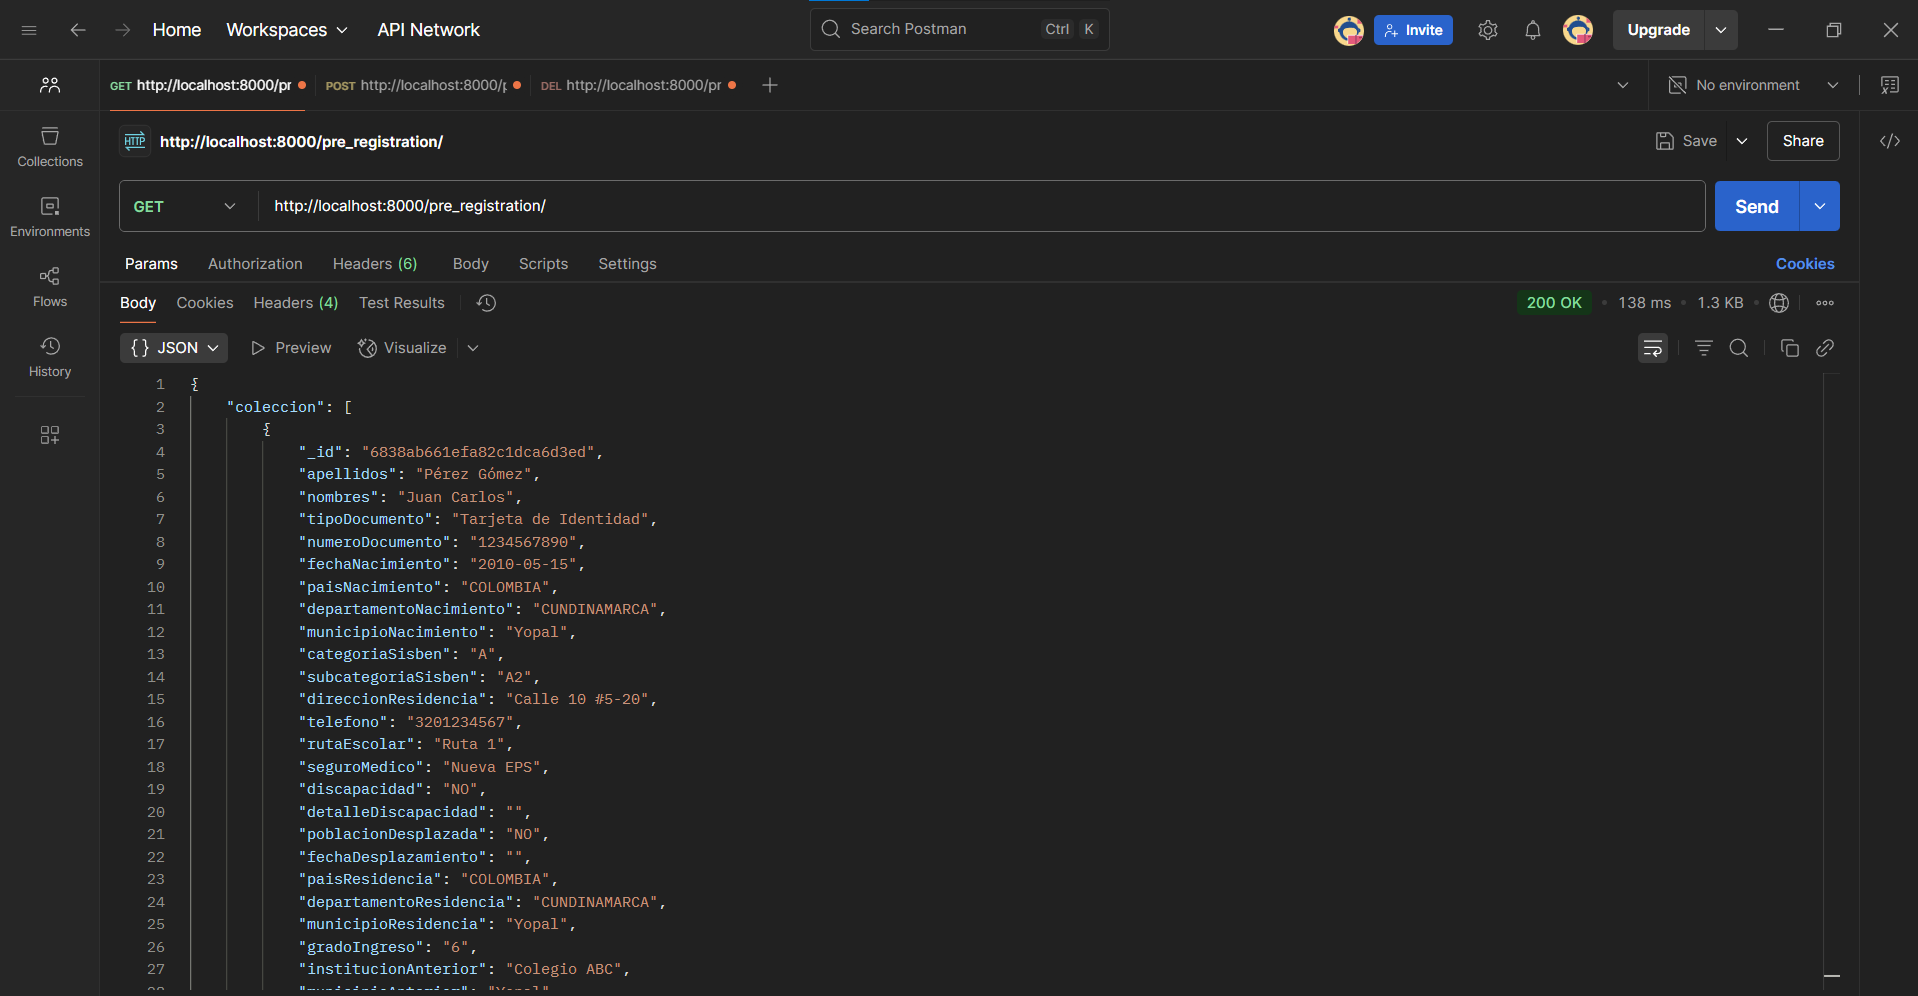 Home Workspaces API Network Search Postman Ctrl K Invite Upgrade
GET http://localhost:8000/pr POST http://localhost:8000/p DEL http://localhost:8000/pr No environment
HTTP http://localhost:8000/pre_registration/ Save Share
Collections
GET http://localhost:8000/pre_registration/ Send
Environments
Params Authorization Headers (6) Body Scripts Settings Cookies
Flows
Body Cookies Headers (4) Test Results 200 OK 138 ms 1.3 KB
{} JSON Preview Visualize
History
1 {
2 "coleccion": [
3 {
4 "_id": "6838ab661efa82c1dca6d3ed",
5 "apellidos": "Pérez Gómez",
6 "nombres": "Juan Carlos",
7 "tipoDocumento": "Tarjeta de Identidad",
8 "numeroDocumento": "1234567890",
9 "fechaNacimiento": "2010-05-15",
10 "paisNacimiento": "COLOMBIA",
11 "departamentoNacimiento": "CUNDINAMARCA",
12 "municipioNacimiento": "Yopal",
13 "categoriaSisben": "A",
14 "subcategoriaSisben": "A2",
15 "direccionResidencia": "Calle 10 #5-20",
16 "telefono": "3201234567",
17 "rutaEscolar": "Ruta 1",
18 "seguroMedico": "Nueva EPS",
19 "discapacidad": "NO",
20 "detalleDiscapacidad": "",
21 "poblacionDesplazada": "NO",
22 "fechaDesplazamiento": "",
23 "paisResidencia": "COLOMBIA",
24 "departamentoResidencia": "CUNDINAMARCA",
25 "municipioResidencia": "Yopal",
26 "gradoIngreso": "6",
27 "institucionAnterior": "Colegio ABC",
28 "municipioAnterior": "Yopal"